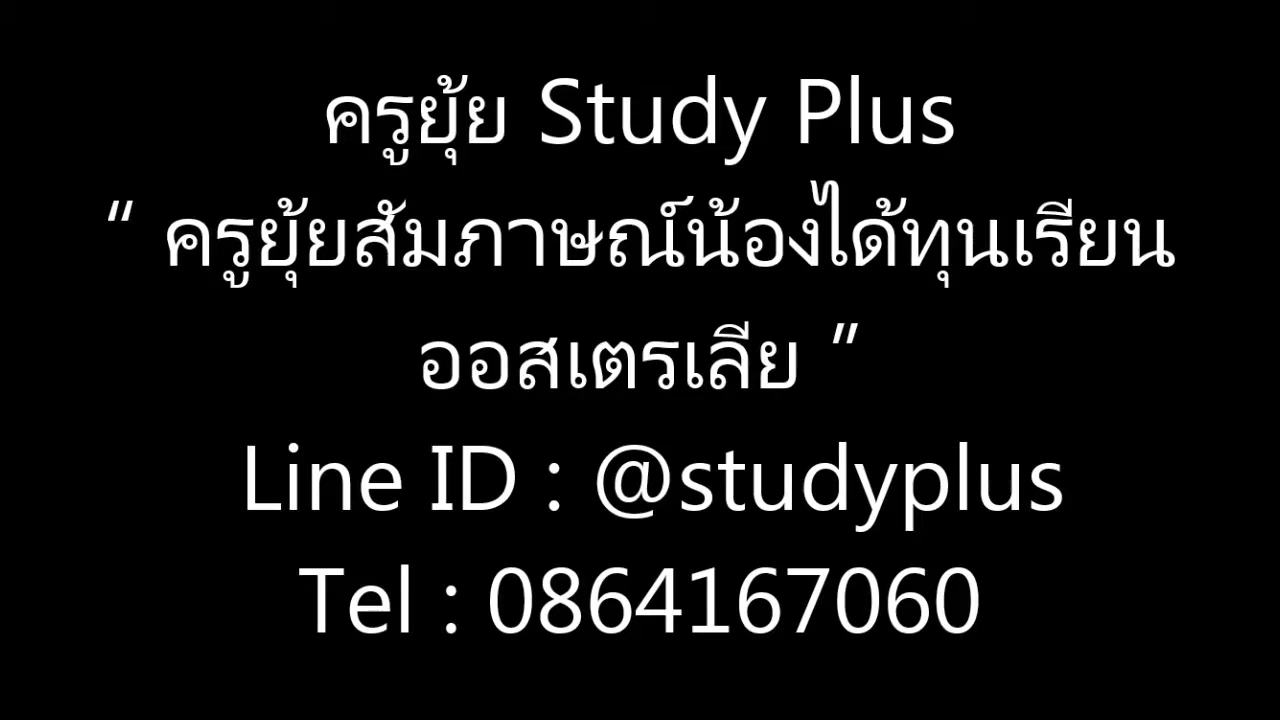 ครูยุ้ย Study Plus
“ ครูยุ้ยสัมภาษณ์น้องได้ทุนเรียน
ออสเตรเลีย ”
Line ID : @studyplus
Tel : 0864167060